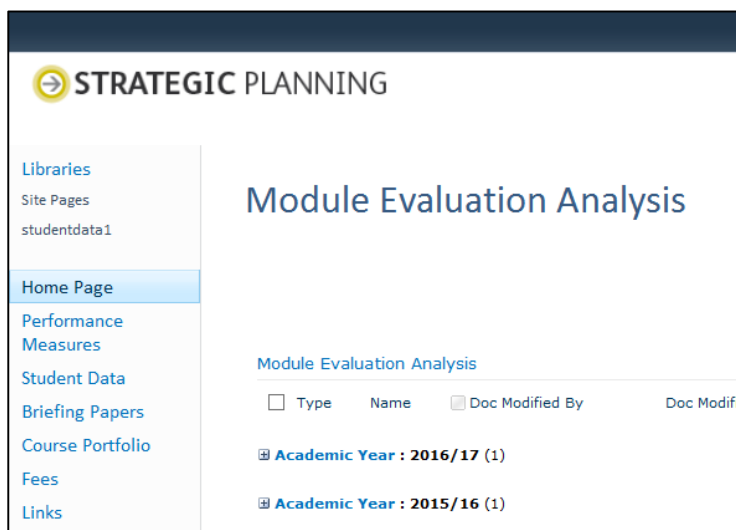 STRATEGIC PLANNING
Libraries
Site Pages
studentdata1
Home Page
Performance
Measures
Student Data
Briefing Papers
Course Portfolio
Fees
Links
Module Evaluation Analysis
Module Evaluation Analysis
Type Name Doc Modified By Doc Modif
Academic Year : 2016/17 (1)
Academic Year : 2015/16 (1)